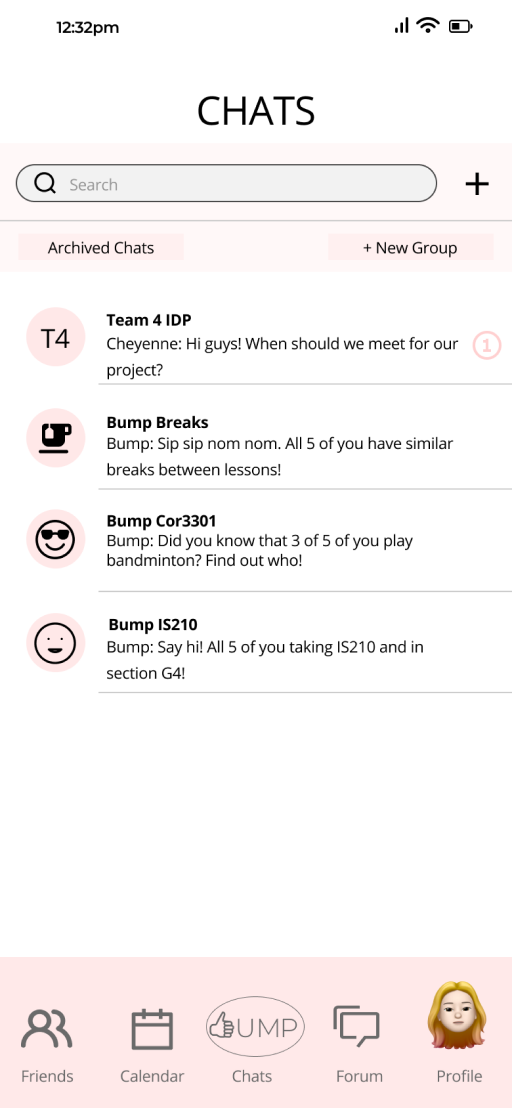 12:32pm
CHATS
Search
Archived Chats
+ New Group
T4
Team 4 IDP
Cheyenne: Hi guys! When should we meet for our
project?
1
Bump Breaks
Bump: Sip sip nom nom. All 5 of you have similar
breaks between lessons!
Bump Cor3301
Bump: Did you know that 3 of 5 of you play
bandminton? Find out who!
Bump IS210
Bump: Say hi! All 5 of you taking IS210 and in
section G4!
UMP
Friends
Calendar
Chats
Forum
Profile